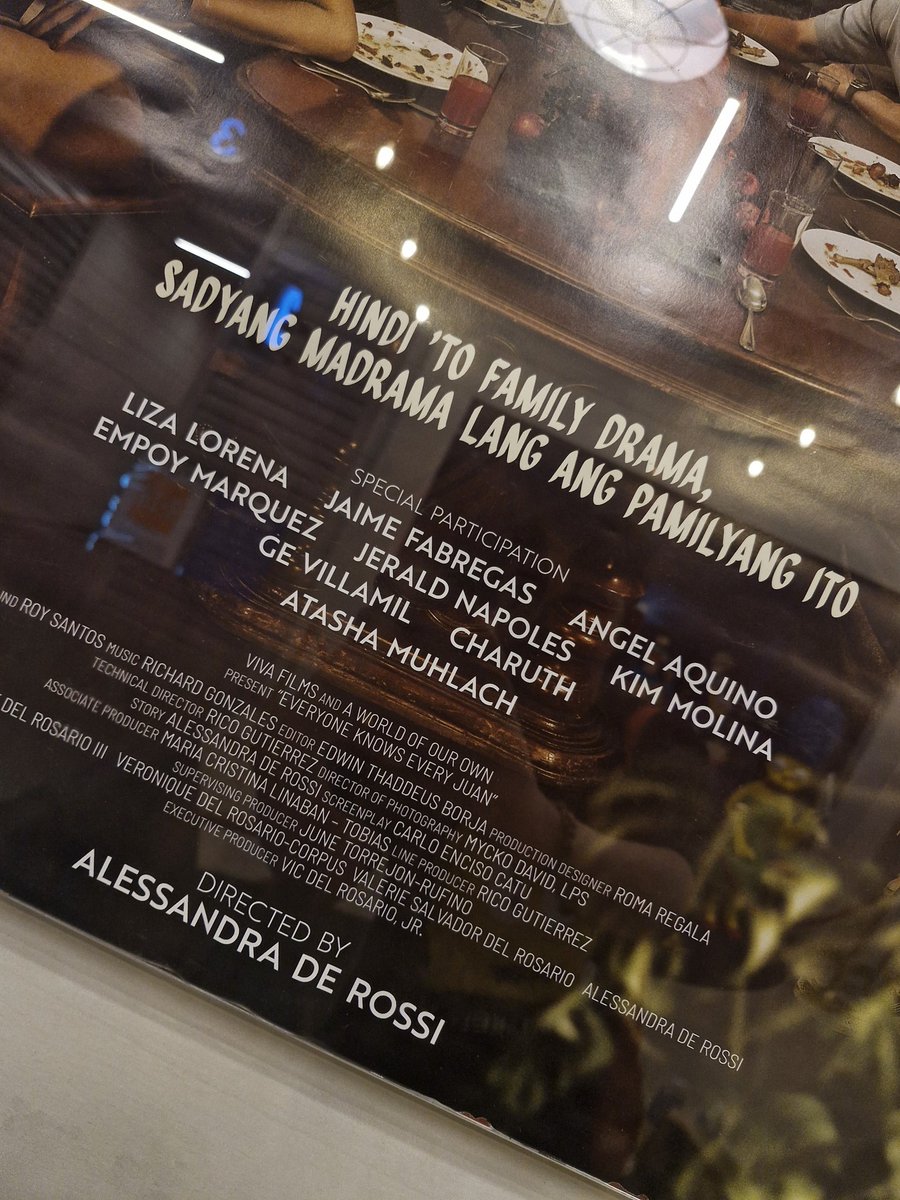 HINDI 'TO FAMILY DRAMA,
SADYANG MADRAMA LANG ANG PAMILYANG ITO
SPECIAL PARTICIPATION
LIZA LORENA JAIME FABREGAS ANGEL AQUINO
EMPOY MARQUEZ JERALD NAPOLES KIM MOLINA
GE VILLAMIL CHARUTH
ATASHA MUHLACH
VIVA FILMS AND A WORLD OF OUR OWN
PRESENT "EVERYONE KNOWS EVERY JUAN"
ROY SANTOS MUSIC RICHARD GONZALES EDITOR EDWIN THADDEUS BORJA PRODUCTION DESIGNER ROMA REGALA
TECHNICAL DIRECTOR RICO GUTIERREZ DIRECTOR OF PHOTOGRAPHY MYCKO DAVID, LPS
STORY ALESSANDRA DE ROSSI SCREENPLAY CARLO ENCISO CATU
ASSOCIATE PRODUCER MARIA CRISTINA LINABAN - TOBIAS LINE PRODUCER RICO GUTIERREZ
SUPERVISING PRODUCER JUNE TORREJON-RUFINO
DEL ROSARIO III VERONIQUE DEL ROSARIO-CORPUS VALERIE SALVADOR DEL ROSARIO ALESSANDRA DE ROSSI
EXECUTIVE PRODUCER VIC DEL ROSARIO, JR.
DIRECTED BY
ALESSANDRA DE ROSSI